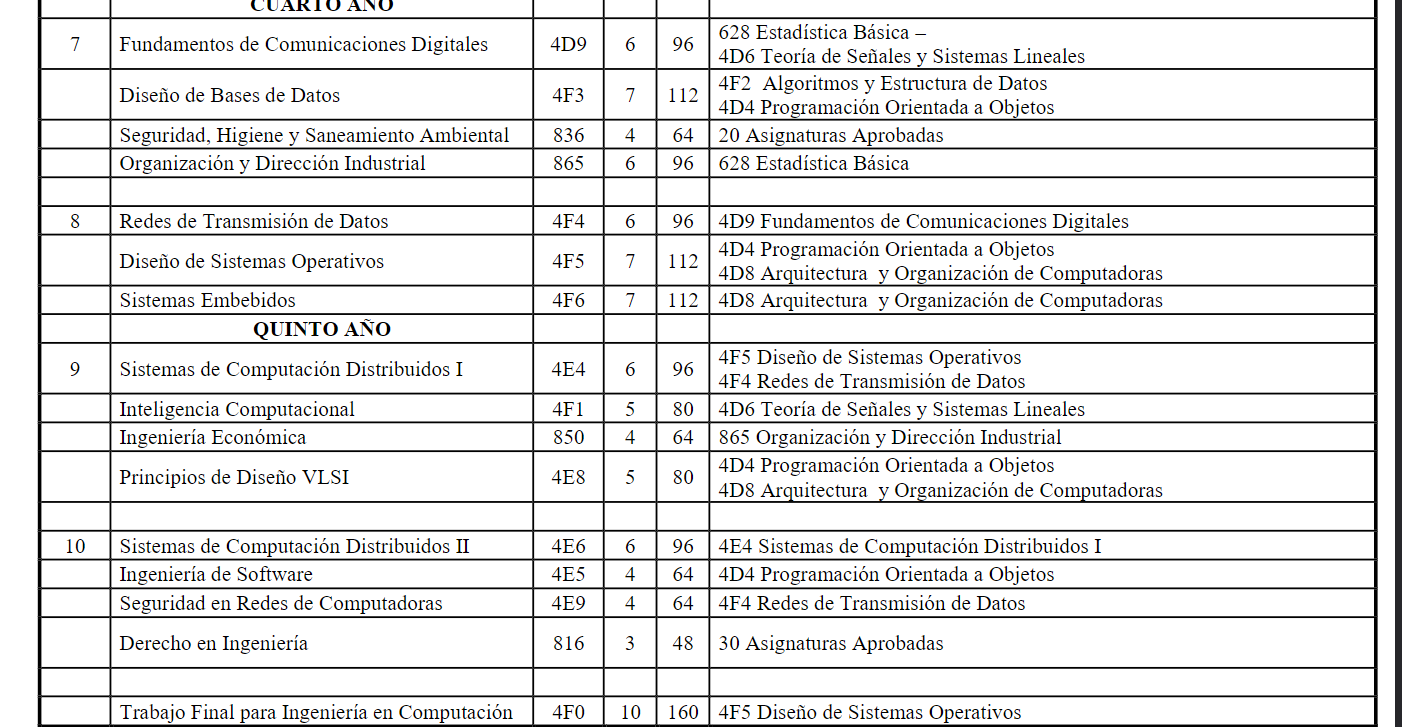 CUARTO AÑO
7 Fundamentos de Comunicaciones Digitales 4D9 6 96 628 Estadística Básica –
4D6 Teoría de Señales y Sistemas Lineales
Diseño de Bases de Datos 4F3 7 112 4F2 Algoritmos y Estructura de Datos
4D4 Programación Orientada a Objetos
Seguridad, Higiene y Saneamiento Ambiental 836 4 64 20 Asignaturas Aprobadas
Organización y Dirección Industrial 865 6 96 628 Estadística Básica
8 Redes de Transmisión de Datos 4F4 6 96 4D9 Fundamentos de Comunicaciones Digitales
Diseño de Sistemas Operativos 4F5 7 112 4D4 Programación Orientada a Objetos
4D8 Arquitectura y Organización de Computadoras
Sistemas Embebidos 4F6 7 112 4D8 Arquitectura y Organización de Computadoras
QUINTO AÑO
9 Sistemas de Computación Distribuidos I 4E4 6 96 4F5 Diseño de Sistemas Operativos
4F4 Redes de Transmisión de Datos
Inteligencia Computacional 4F1 5 80 4D6 Teoría de Señales y Sistemas Lineales
Ingeniería Económica 850 4 64 865 Organización y Dirección Industrial
Principios de Diseño VLSI 4E8 5 80 4D4 Programación Orientada a Objetos
4D8 Arquitectura y Organización de Computadoras
10 Sistemas de Computación Distribuidos II 4E6 6 96 4E4 Sistemas de Computación Distribuidos I
Ingeniería de Software 4E5 4 64 4D4 Programación Orientada a Objetos
Seguridad en Redes de Computadoras 4E9 4 64 4F4 Redes de Transmisión de Datos
Derecho en Ingeniería 816 3 48 30 Asignaturas Aprobadas
Trabajo Final para Ingeniería en Computación 4F0 10 160 4F5 Diseño de Sistemas Operativos